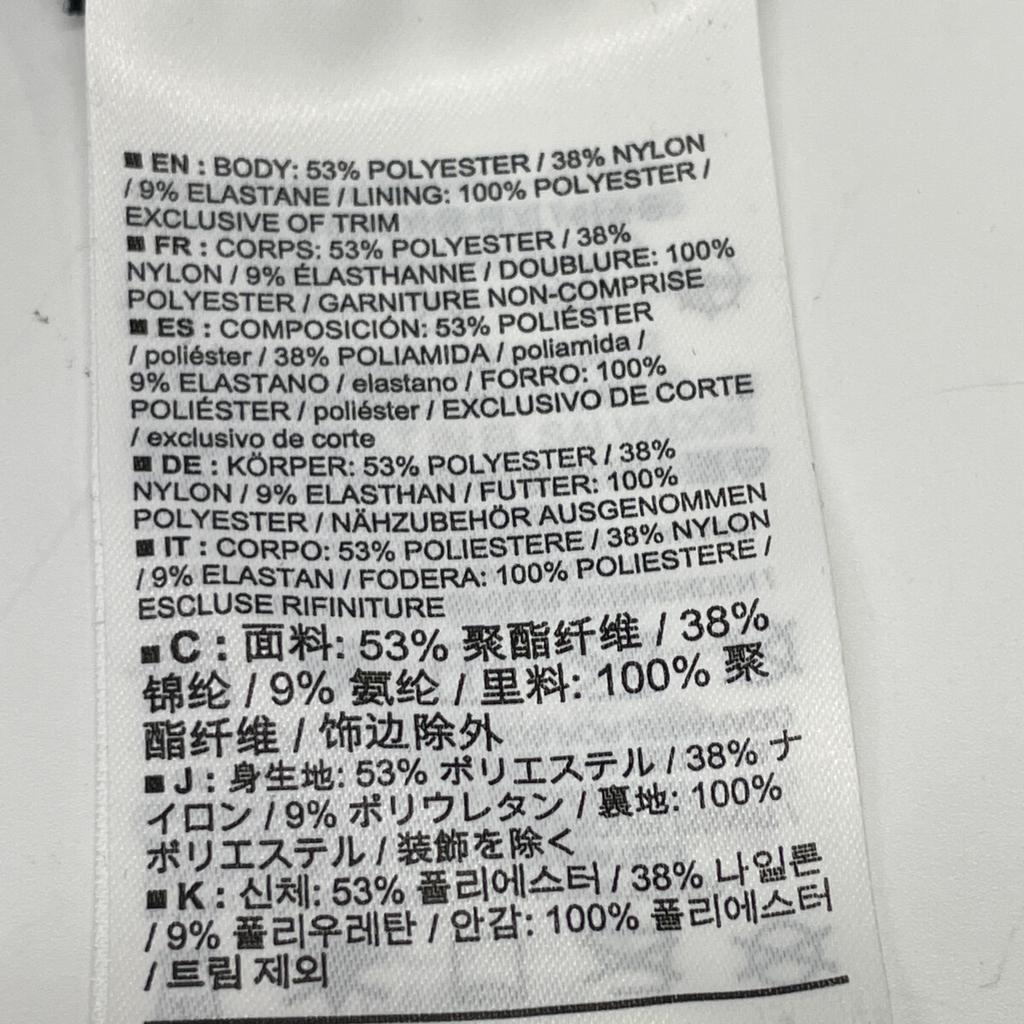 ■ EN : BODY: 53% POLYESTER / 38% NYLON
/ 9% ELASTANE / LINING: 100% POLYESTER /
EXCLUSIVE OF TRIM
■ FR : CORPS: 53% POLYESTER / 38%
NYLON / 9% ÉLASTHANNE / DOUBLURE: 100%
POLYESTER / GARNITURE NON-COMPRISE
■ ES : COMPOSICIÓN: 53% POLIÉSTER
/ poliéster / 38% POLIAMIDA / poliamida /
9% ELASTANO / elastano / FORRO: 100%
POLIÉSTER / poliéster / EXCLUSIVO DE CORTE
/ exclusivo de corte
■ DE : KÖRPER: 53% POLYESTER / 38%
NYLON / 9% ELASTHAN / FUTTER: 100%
POLYESTER / NÄHZUBEHÖR AUSGENOMMEN
■ IT : CORPO: 53% POLIESTERE / 38% NYLON
/ 9% ELASTAN / FODERA: 100% POLIESTERE /
ESCLUSE RIFINITURE
■ C : 面料: 53% 聚酯纤维 / 38%
锦纶 / 9% 氨纶 / 里料: 100% 聚
酯纤维 / 饰边除外
■ J : 身生地: 53% ポリエステル / 38% ナ
イロン / 9% ポリウレタン / 裏地: 100%
ポリエステル / 装飾を除く
■ K : 신체: 53% 폴리에스터 / 38% 나일론
/ 9% 폴리우레탄 / 안감: 100% 폴리에스터
/ 트림 제외